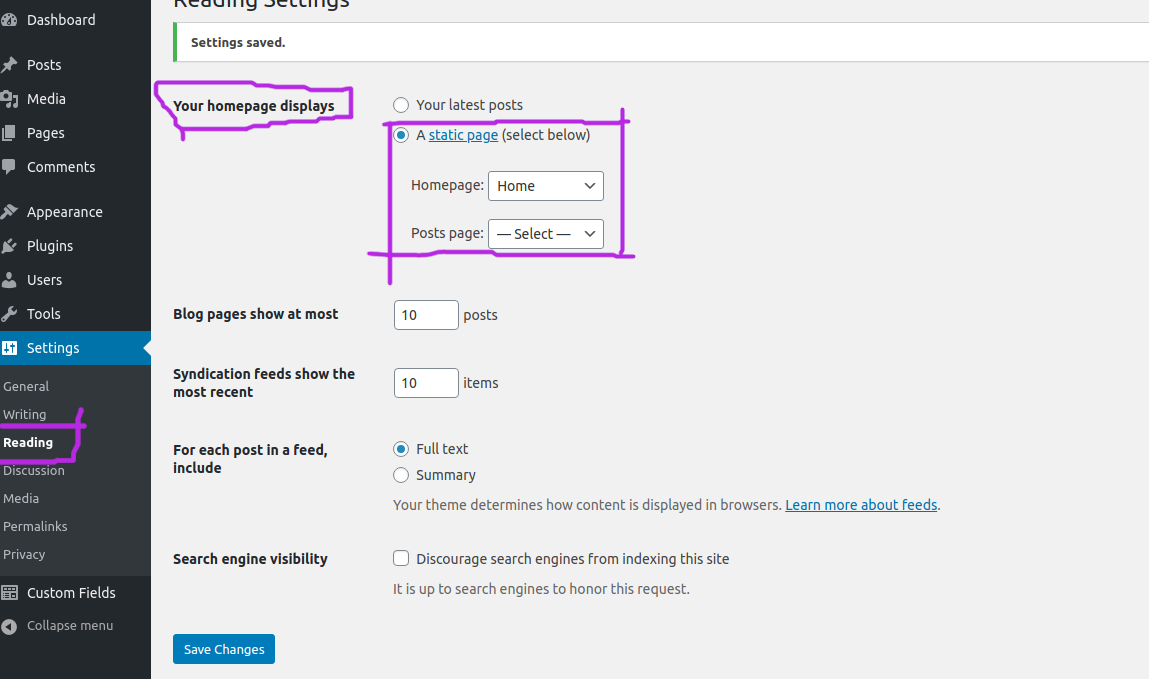 Reading Settings
Dashboard
Posts
Media
Pages
Comments
Appearance
Plugins
Users
Tools
Settings
General
Writing
Reading
Discussion
Media
Permalinks
Privacy
Custom Fields
Collapse menu
Settings saved.
Your homepage displays
Your latest posts
A static page (select below)
Homepage: Home
Posts page: — Select —
Blog pages show at most
10 posts
Syndication feeds show the
most recent
10 items
For each post in a feed,
include
Full text
Summary
Your theme determines how content is displayed in browsers. Learn more about feeds.
Search engine visibility
Discourage search engines from indexing this site
It is up to search engines to honor this request.
Save Changes